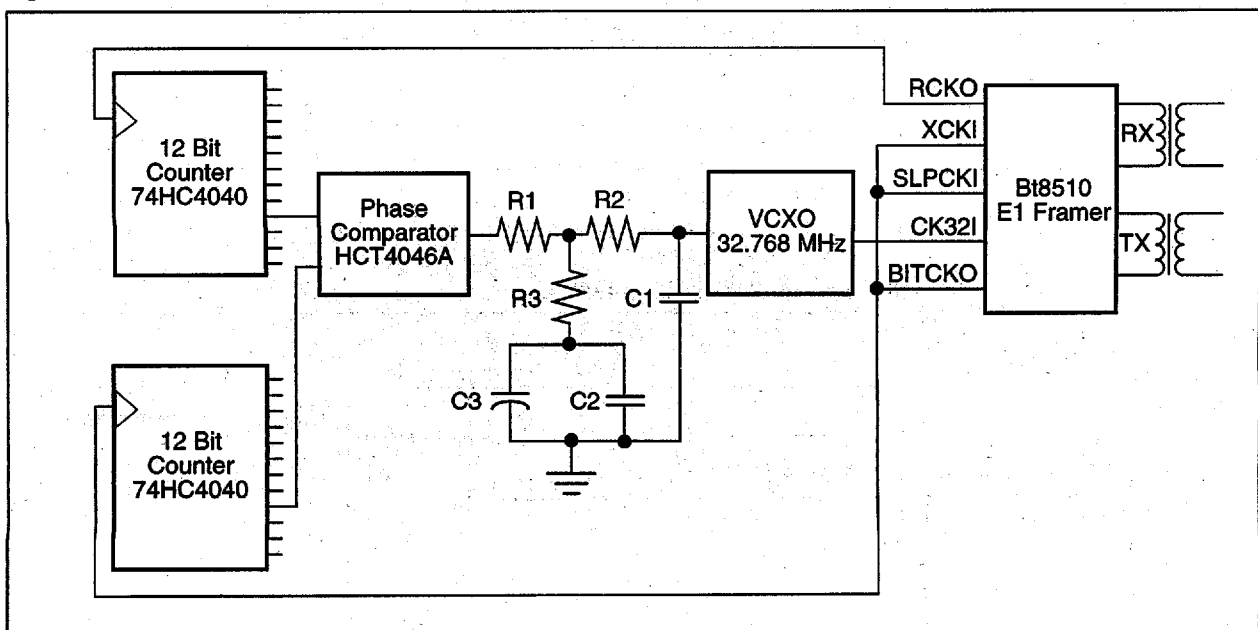 12 Bit
Counter
74HC4040
Phase
Comparator
HCT4046A
R1
R2
R3
C1
C3
C2
VCXO
32.768 MHz
RCKO
XCKI
SLPCKI
CK32I
BITCKO
Bt8510
E1 Framer
RX
TX
12 Bit
Counter
74HC4040